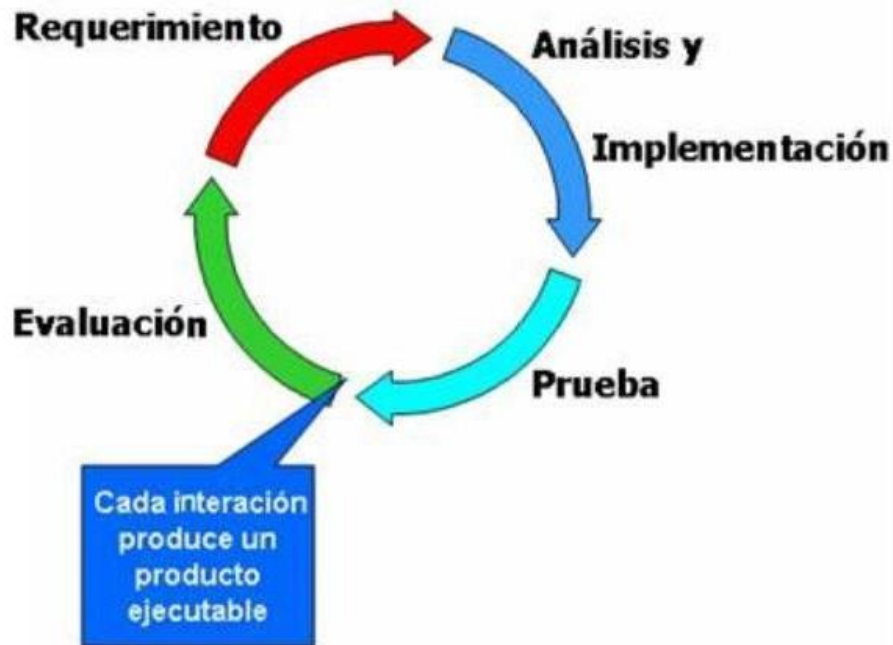 Requerimiento
Análisis y
Implementación
Prueba
Evaluación
Cada interación
produce un
producto
ejecutable